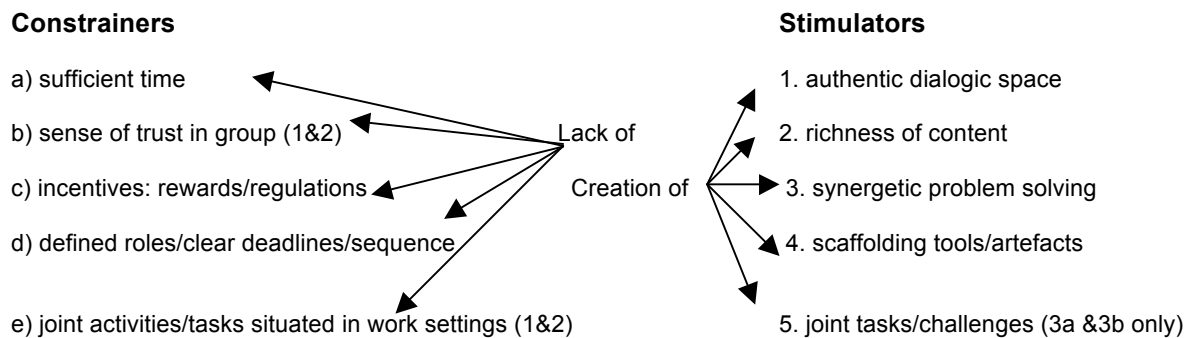 Constrainers Stimulators
a) sufficient time 1. authentic dialogic space
b) sense of trust in group (1&2) Lack of 2. richness of content
c) incentives: rewards/regulations Creation of 3. synergetic problem solving
d) defined roles/clear deadlines/sequence 4. scaffolding tools/artefacts
e) joint activities/tasks situated in work settings (1&2) 5. joint tasks/challenges (3a &3b only)